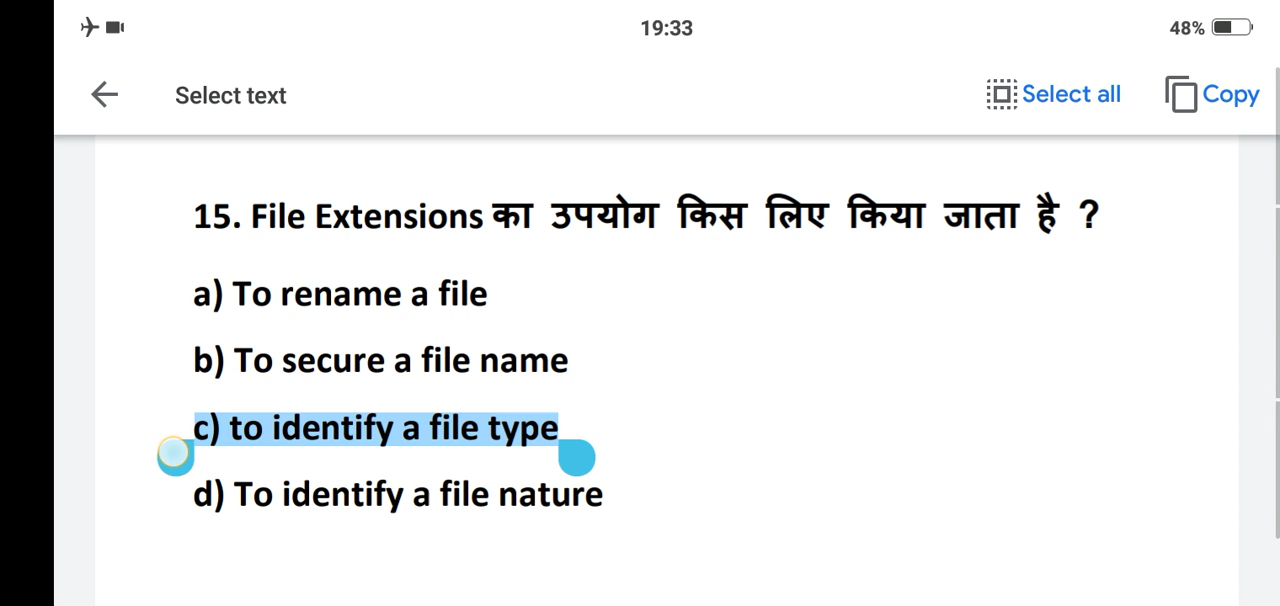 19:33
48%
Select text
Select all
Copy
15. File Extensions का उपयोग किस लिए किया जाता है ?
a) To rename a file
b) To secure a file name
c) to identify a file type
d) To identify a file nature